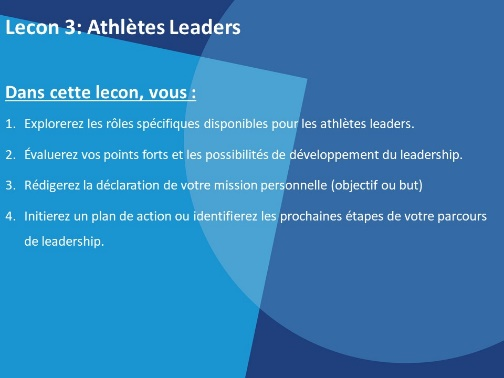 Lecon 3: Athlètes Leaders
Dans cette lecon, vous :
1. Explorerez les rôles spécifiques disponibles pour les athlètes leaders.
2. Évaluerez vos points forts et les possibilités de développement du leadership.
3. Rédigerez la déclaration de votre mission personnelle (objectif ou but)
4. Initierez un plan de action ou identifierez les prochaines étapes de votre parcours
de leadership.